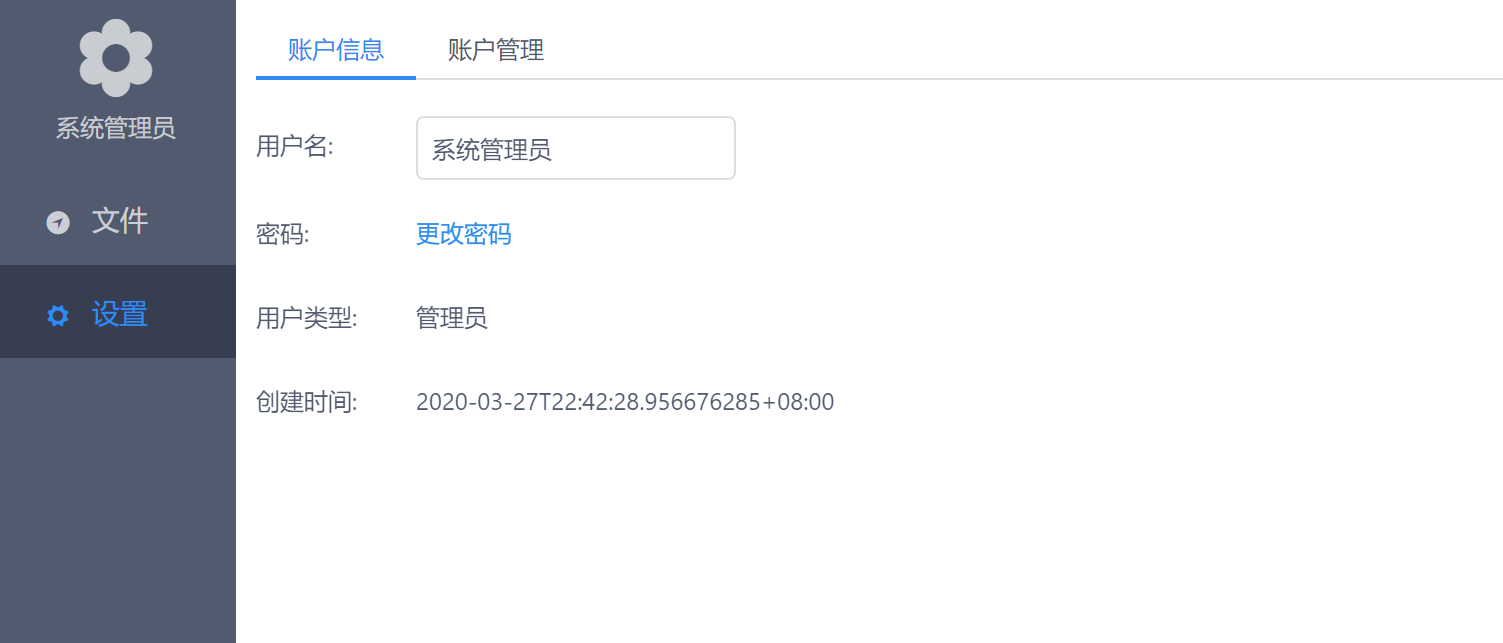 系统管理员
文件
设置
账户信息 账户管理
用户名: 系统管理员
密码: 更改密码
用户类型: 管理员
创建时间: 2020-03-27T22:42:28.956676285+08:00